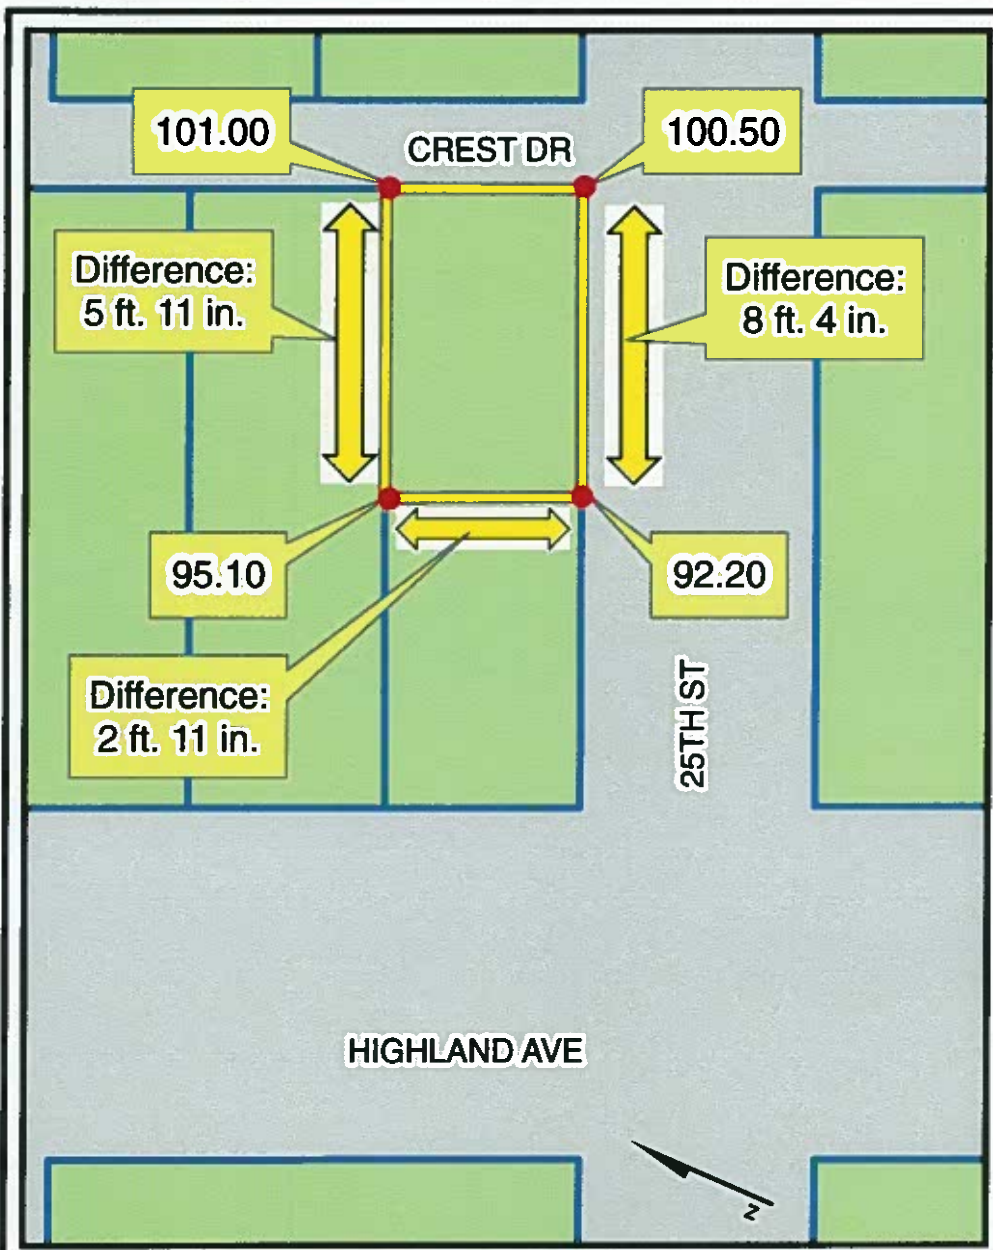 101.00
CREST DR
100.50
Difference:
5 ft. 11 in.
Difference:
8 ft. 4 in.
95.10
92.20
Difference:
2 ft. 11 in.
25TH ST
HIGHLAND AVE
N